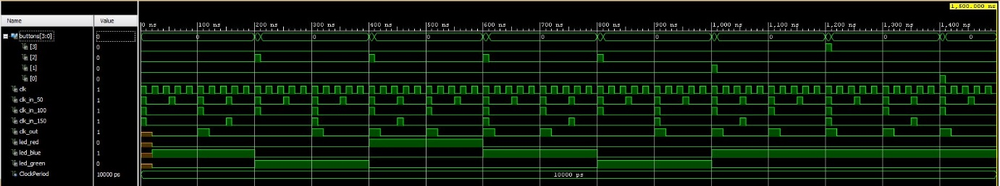 1,500.000 ns
Name Value 0 ns 100 ns 200 ns 300 ns 400 ns 500 ns 600 ns 700 ns 800 ns 900 ns 1,000 ns 1,100 ns 1,200 ns 1,300 ns 1,400 ns
buttons[3:0] 0 0 0 0 0 0 0 0 0
[3] 0
[2] 0
[1] 0
[0] 0
clk 1
clk_in_50 1
clk_in_100 1
clk_in_150 1
clk_out 1
led_red 0
led_blue 1
led_green 0
ClockPeriod 10000 ps 10000 ps